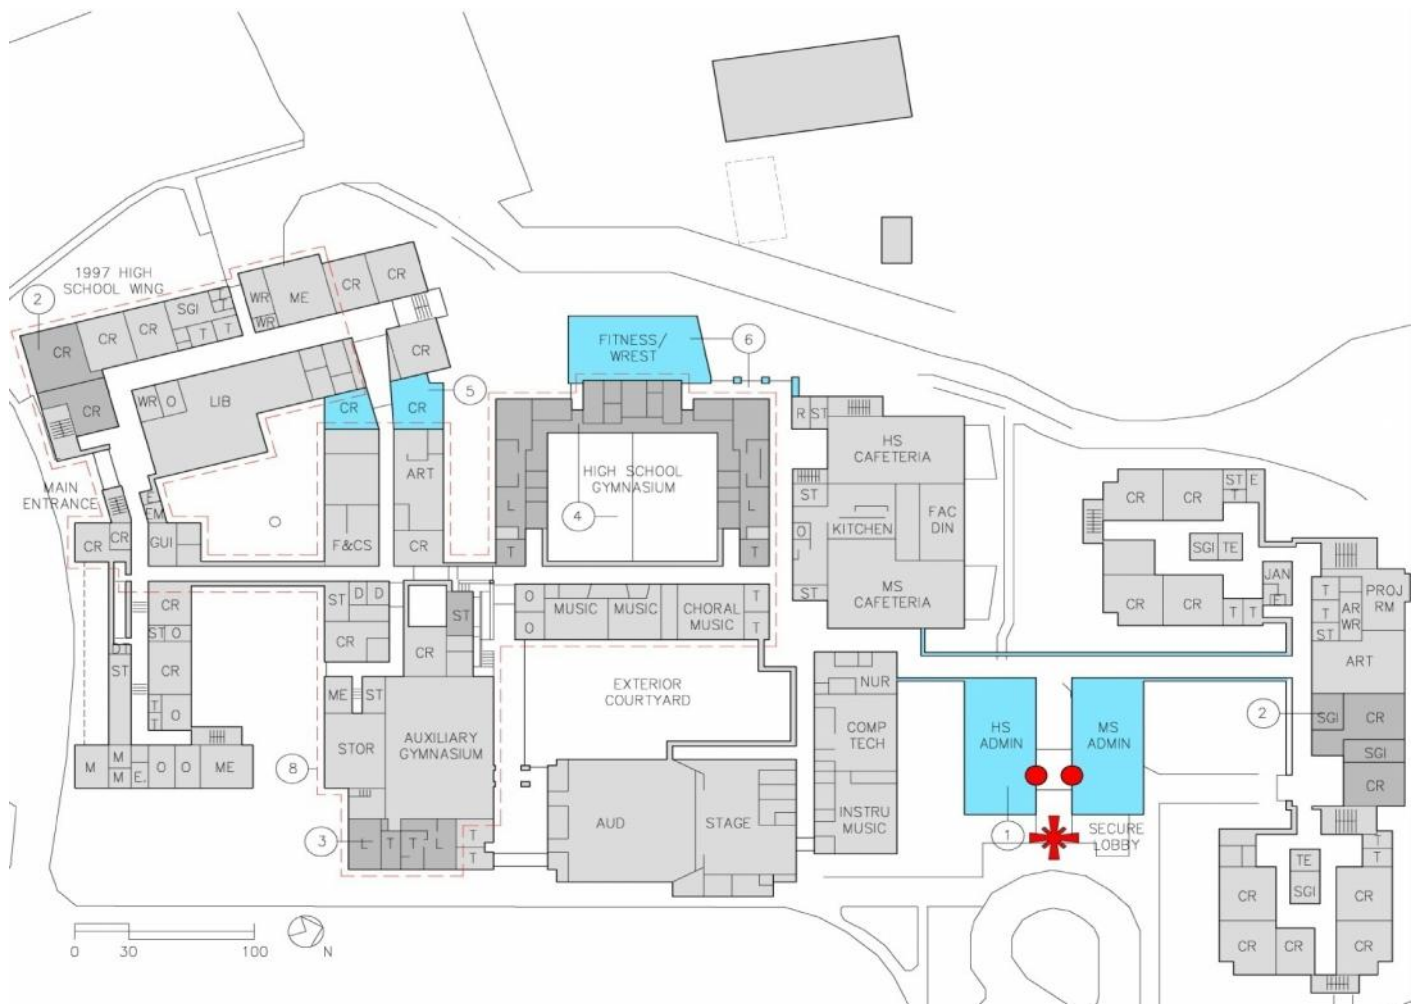 1997 HIGH
SCHOOL WING
2
WR
ME
CR
CR
SGI
T
T
T
CR
CR
CR
WR
CR
CR
WR
O
LIB
CR
CR
5
ART
FITNESS/
WREST
6
HIGH SCHOOL
GYMNASIUM
4
L
L
T
T
R
ST
HS
CAFETERIA
ST
O
KITCHEN
FAC
DIN
MS
CAFETERIA
ST
MAIN
ENTRANCE
EM
CR
CR
GUI
F&CS
CR
CR
ST
O
CR
T
T
O
ST
ST
D
D
CR
ST
CR
O
O
MUSIC
MUSIC
CHORAL
MUSIC
T
T
ME
ST
STOR
AUXILIARY
GYMNASIUM
EXTERIOR
COURTYARD
M
M
M
E.
O
O
ME
8
3
L
T
T
L
T
T
AUD
STAGE
NUR
COMP
TECH
INSTRU
MUSIC
HS
ADMIN
MS
ADMIN
1
SECURE
LOBBY
CR
CR
ST
E
T
SGI
TE
JAN
E
CR
CR
T
T
T
T
ST
AR
WR
PROJ
RM
ART
2
SGI
CR
SGI
CR
T
T
TE
SGI
CR
CR
CR
CR
CR
0
30
100
N